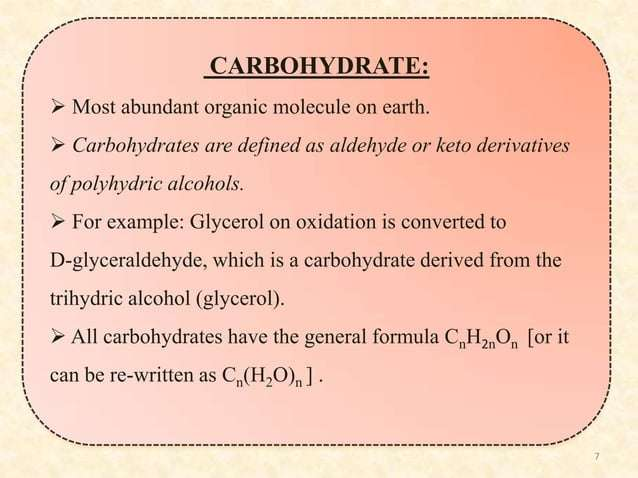 CARBOHYDRATE:
➢ Most abundant organic molecule on earth.
➢ Carbohydrates are defined as aldehyde or keto derivatives
of polyhydric alcohols.
➢ For example: Glycerol on oxidation is converted to
D-glyceraldehyde, which is a carbohydrate derived from the
trihydric alcohol (glycerol).
➢ All carbohydrates have the general formula CₙH₂ₙOₙ [or it
can be re-written as Cₙ(H₂O)ₙ ] .
7